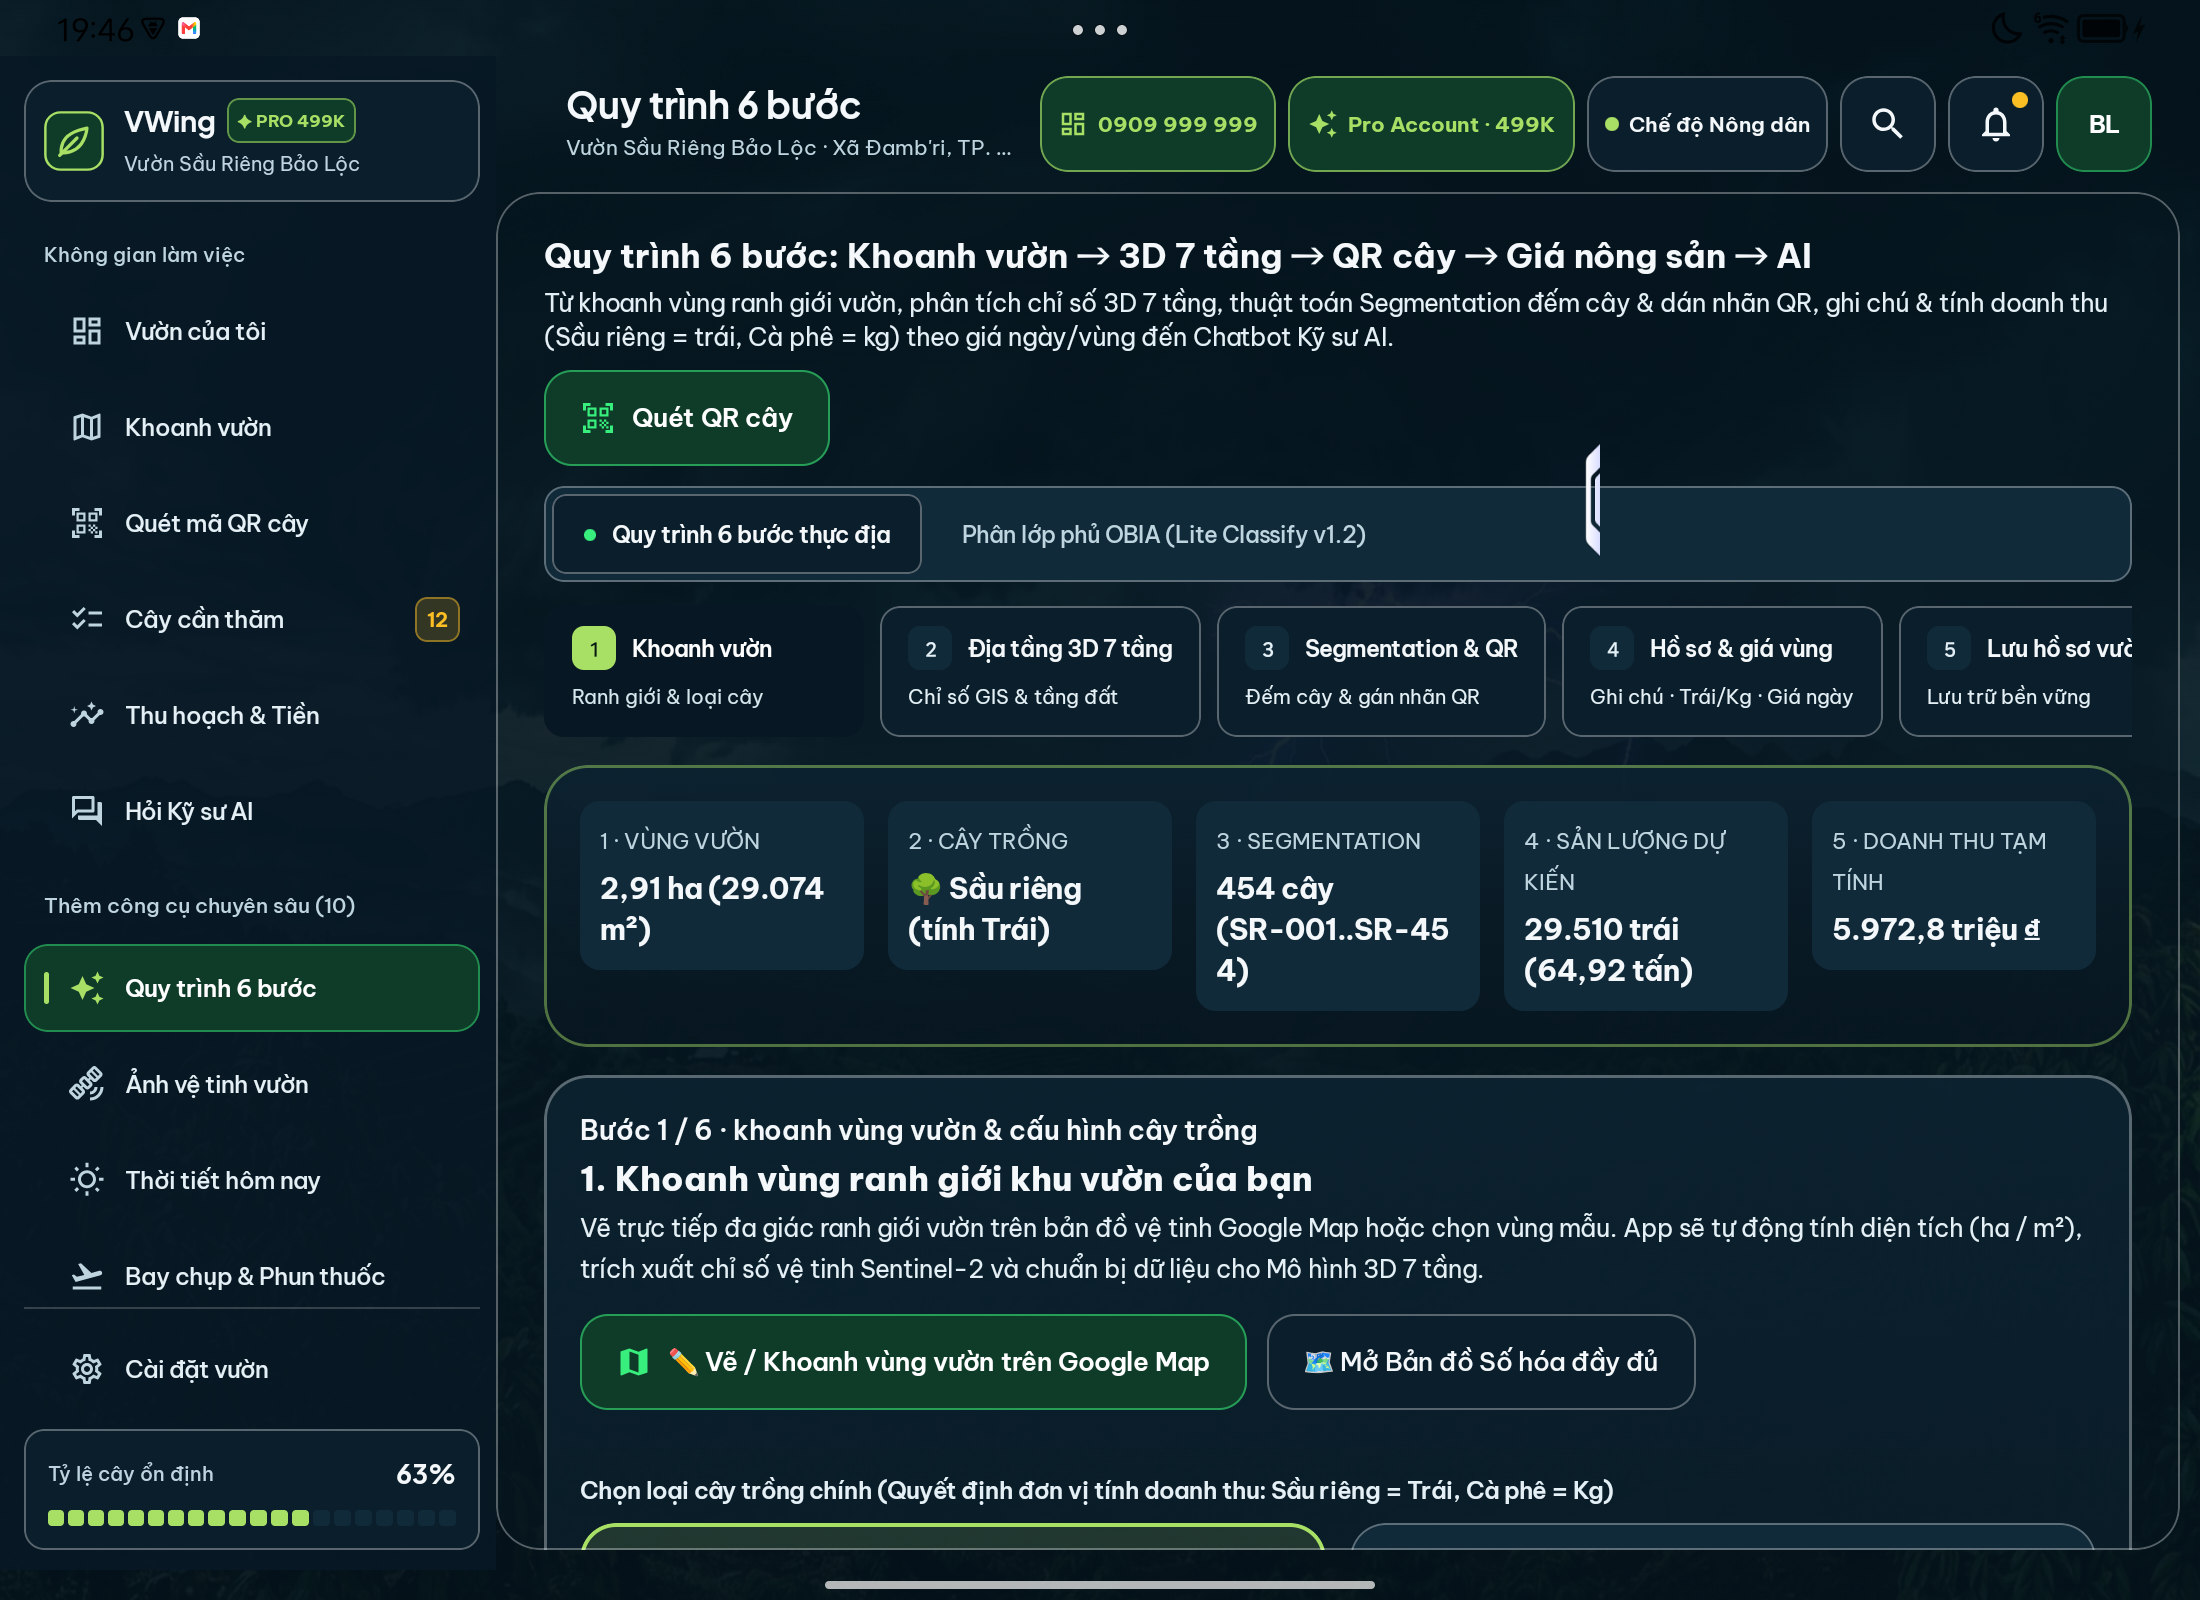 19:46
VWing
PRO 499K
Vườn Sầu Riêng Bảo Lộc
Không gian làm việc
Vườn của tôi
Khoanh vườn
Quét mã QR cây
Cây cần thăm
12
Thu hoạch & Tiền
Hỏi Kỹ sư AI
Thêm công cụ chuyên sâu (10)
Quy trình 6 bước
Ảnh vệ tinh vườn
Thời tiết hôm nay
Bay chụp & Phun thuốc
Cài đặt vườn
Tỷ lệ cây ổn định
63%
Quy trình 6 bước
Vườn Sầu Riêng Bảo Lộc · Xã Đamb'ri, TP. ...
0909 999 999
Pro Account · 499K
Chế độ Nông dân
BL
Quy trình 6 bước: Khoanh vườn → 3D 7 tầng → QR cây → Giá nông sản → AI
Từ khoanh vùng ranh giới vườn, phân tích chỉ số 3D 7 tầng, thuật toán Segmentation đếm cây & dán nhãn QR, ghi chú & tính doanh thu
(Sầu riêng = trái, Cà phê = kg) theo giá ngày/vùng đến Chatbot Kỹ sư AI.
Quét QR cây
Quy trình 6 bước thực địa
Phân lớp phủ OBIA (Lite Classify v1.2)
1
Khoanh vườn
Ranh giới & loại cây
2
Địa tầng 3D 7 tầng
Chỉ số GIS & tầng đất
3
Segmentation & QR
Đếm cây & gán nhãn QR
4
Hồ sơ & giá vùng
Ghi chú · Trái/Kg · Giá ngày
5
Lưu hồ sơ
Lưu trữ bền vững
1 · VÙNG VƯỜN
2,91 ha (29.074
m²)
2 · CÂY TRỒNG
🌳 Sầu riêng
(tính Trái)
3 · SEGMENTATION
454 cây
(SR-001..SR-45
4)
4 · SẢN LƯỢNG DỰ
KIẾN
29.510 trái
(64,92 tấn)
5 · DOANH THU TẠM
TÍNH
5.972,8 triệu ₫
Bước 1 / 6 · khoanh vùng vườn & cấu hình cây trồng
1. Khoanh vùng ranh giới khu vườn của bạn
Vẽ trực tiếp đa giác ranh giới vườn trên bản đồ vệ tinh Google Map hoặc chọn vùng mẫu. App sẽ tự động tính diện tích (ha / m²),
trích xuất chỉ số vệ tinh Sentinel-2 và chuẩn bị dữ liệu cho Mô hình 3D 7 tầng.
✏️ Vẽ / Khoanh vùng vườn trên Google Map
🗺️ Mở Bản đồ Số hóa đầy đủ
Chọn loại cây trồng chính (Quyết định đơn vị tính doanh thu: Sầu riêng = Trái, Cà phê = Kg)